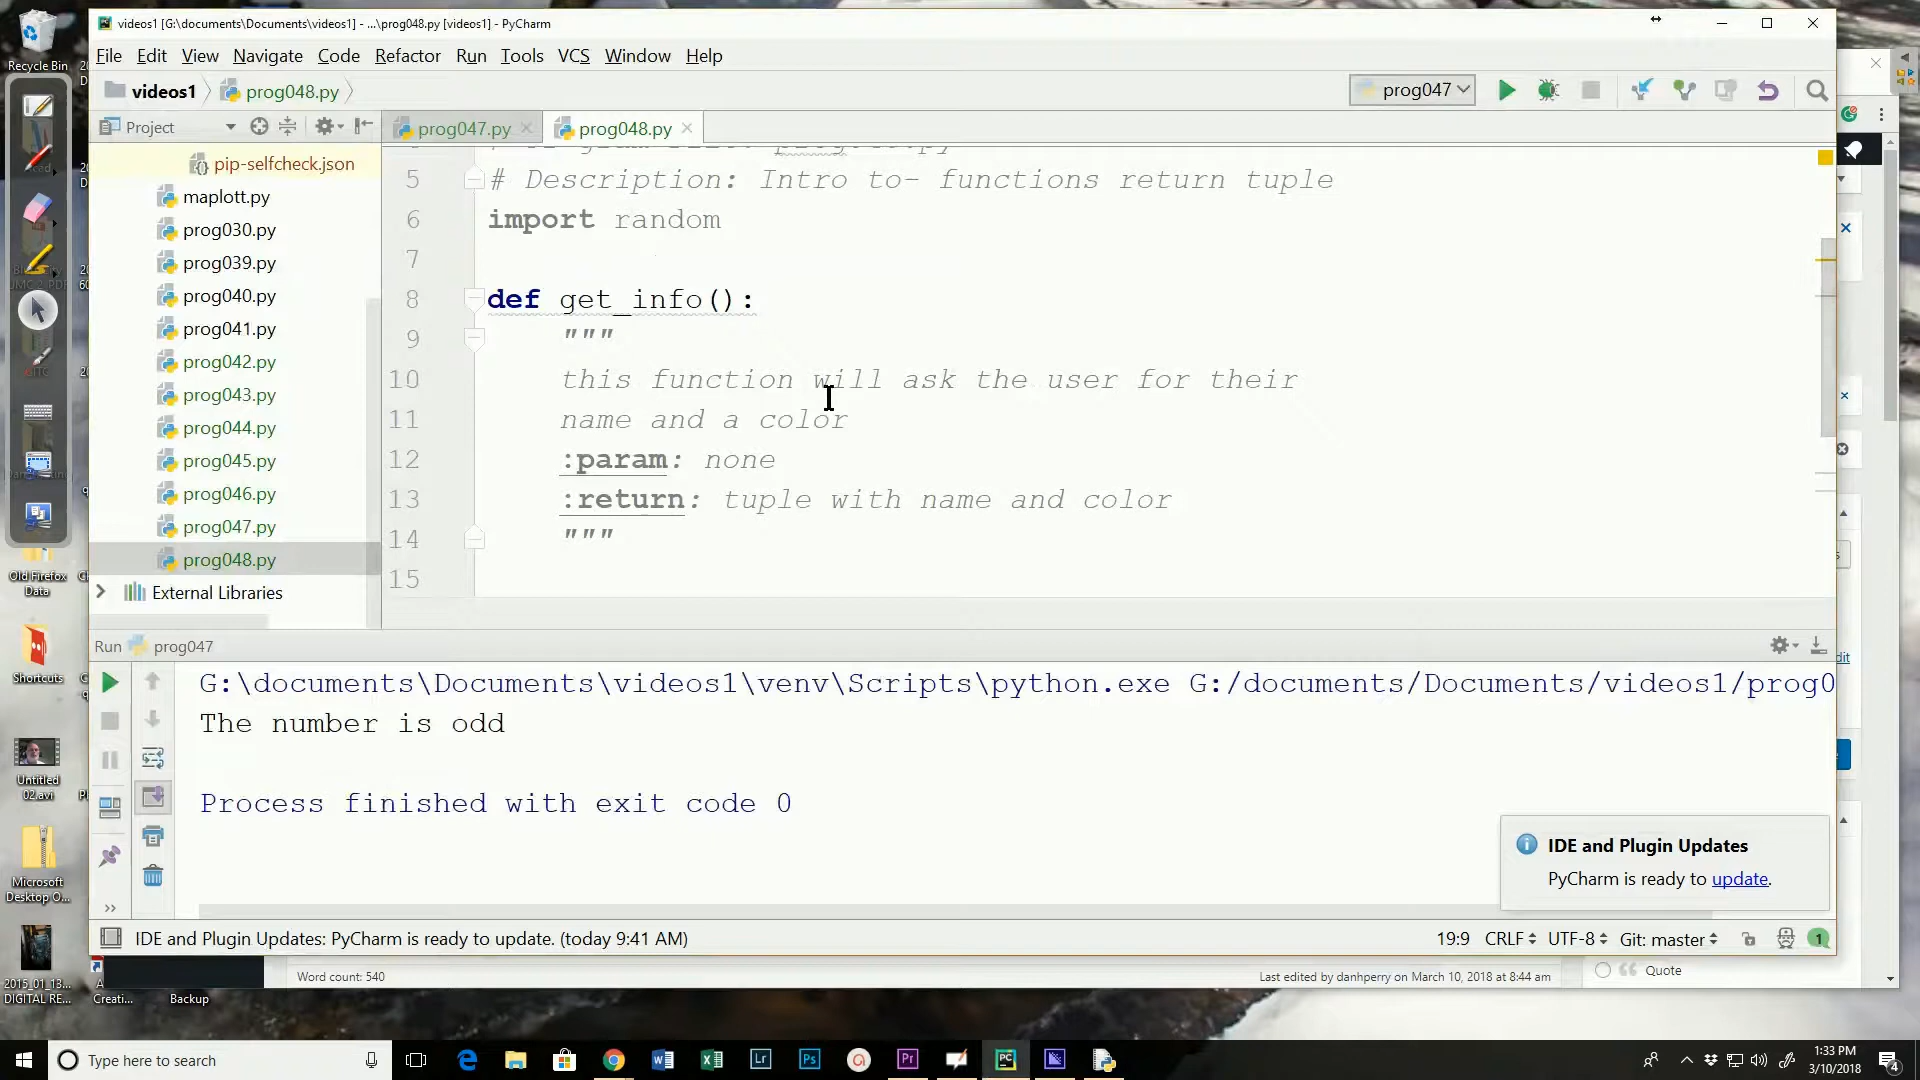 videos1 [G:\documents\Documents\videos1] - ...\prog048.py [videos1] - PyCharm
File Edit View Navigate Code Refactor Run Tools VCS Window Help
videos1 prog048.py prog047
Project prog047.py prog048.py
pip-selfcheck.json
maplott.py
prog030.py
prog039.py
prog040.py
prog041.py
prog042.py
prog043.py
prog044.py
prog045.py
prog046.py
prog047.py
prog048.py
External Libraries
5 # Description: Intro to- functions return tuple
6 import random
7
8 def get_info():
9 """
10 this function will ask the user for their
11 name and a color
12 :param: none
13 :return: tuple with name and color
14 """
15
Run prog047
G:\documents\Documents\videos1\venv\Scripts\python.exe G:/documents/Documents/videos1/prog0
The number is odd
Process finished with exit code 0
IDE and Plugin Updates
PyCharm is ready to update.
IDE and Plugin Updates: PyCharm is ready to update. (today 9:41 AM) 19:9 CRLF UTF-8 Git: master 1
Word count: 540 Last edited by danhperry on March 10, 2018 at 8:44 am Quote
Recycle Bin
Old Firefox
Data
Shortcuts
Untitled
02.avi
Microsoft
Desktop O...
2015_01_13...
DIGITAL RE...
Creati...
Backup
Type here to search
1:33 PM
3/10/2018
4